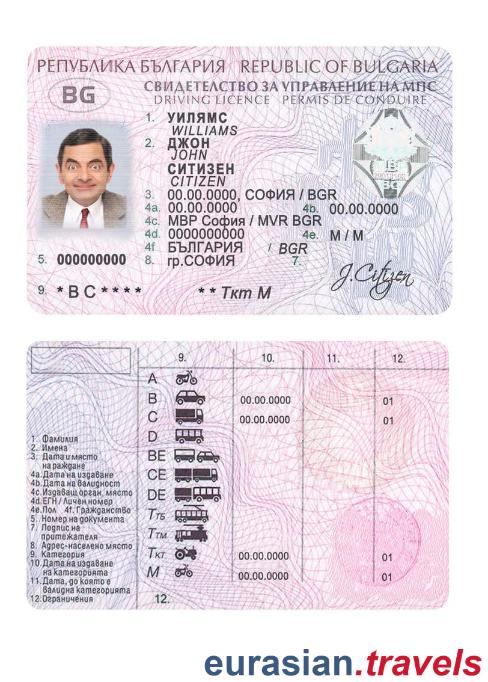 РЕПУБЛИКА БЪЛГАРИЯ REPUBLIC OF BULGARIA
BG
СВИДЕТЕЛСТВО ЗА УПРАВЛЕНИЕ НА МПС
DRIVING LICENCE PERMIS DE CONDUIRE
1. УИЛЯМС
WILLIAMS
2. ДЖОН
JOHN
СИТИЗЕН
CITIZEN
3. 00.00.0000, СОФИЯ / BGR
4a. 00.00.0000 4b. 00.00.0000
4c. МВР София / MVR BGR
4d. 0000000000 4e. M / M
4f БЪЛГАРИЯ / BGR
5. 000000000 8. гр.СОФИЯ 7.
J. Citizen
9. * B C * * * * * * Ткт M
BG
9. 10. 11. 12.
A
B 00.00.0000 01
C 00.00.0000 01
D
BE
CE
DE
Ттб
Ттм
Ткт 00.00.0000 01
M 00.00.0000 01
12.
1. Фамилия
2. Имена
3. Дата и място
на раждане
4a. Дата на издаване
4b. Дата на валидност
4c. Издаващ орган, място
4d. ЕГН / Личен номер
4e. Пол 4f. Гражданство
5. Номер на документа
7. Подпис на
притежателя
8. Адрес-населено място
9. Категория
10. Дата на издаване
на категорията
11. Дата, до която е
валидна категорията
12. Ограничения
eurasian.travels